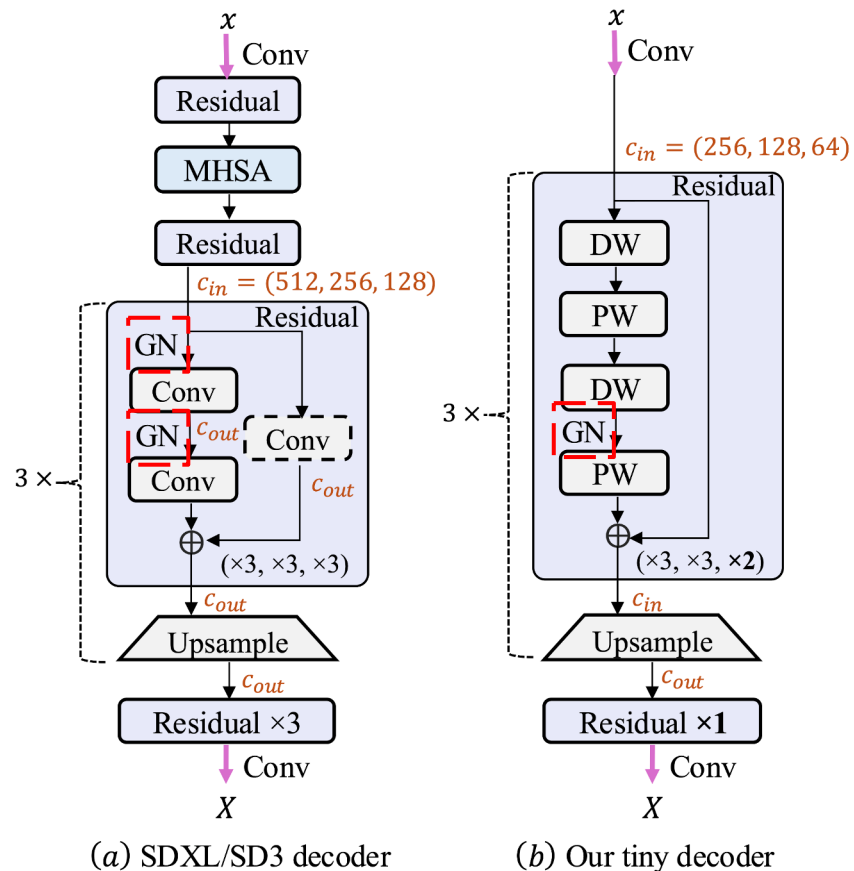 x
Conv
Residual
MHSA
Residual
c_in = (512, 256, 128)
Residual
GN
Conv
GN
c_out
Conv
Conv
c_out
3 ×
(×3, ×3, ×3)
c_out
Upsample
c_out
Residual ×3
Conv
X
(a) SDXL/SD3 decoder
x
Conv
c_in = (256, 128, 64)
Residual
DW
PW
DW
3 ×
GN
PW
(×3, ×3, ×2)
c_in
Upsample
c_out
Residual ×1
Conv
X
(b) Our tiny decoder